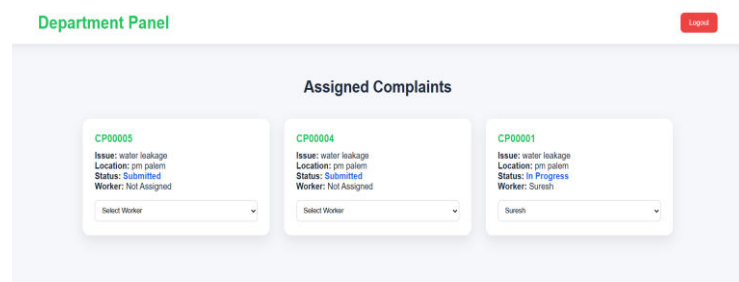 Department Panel
Logout
Assigned Complaints
CP00005
Issue: water leakage
Location: pm palem
Status: Submitted
Worker: Not Assigned
Select Worker
CP00004
Issue: water leakage
Location: pm palem
Status: Submitted
Worker: Not Assigned
Select Worker
CP00001
Issue: water leakage
Location: pm palem
Status: In Progress
Worker: Suresh
Suresh